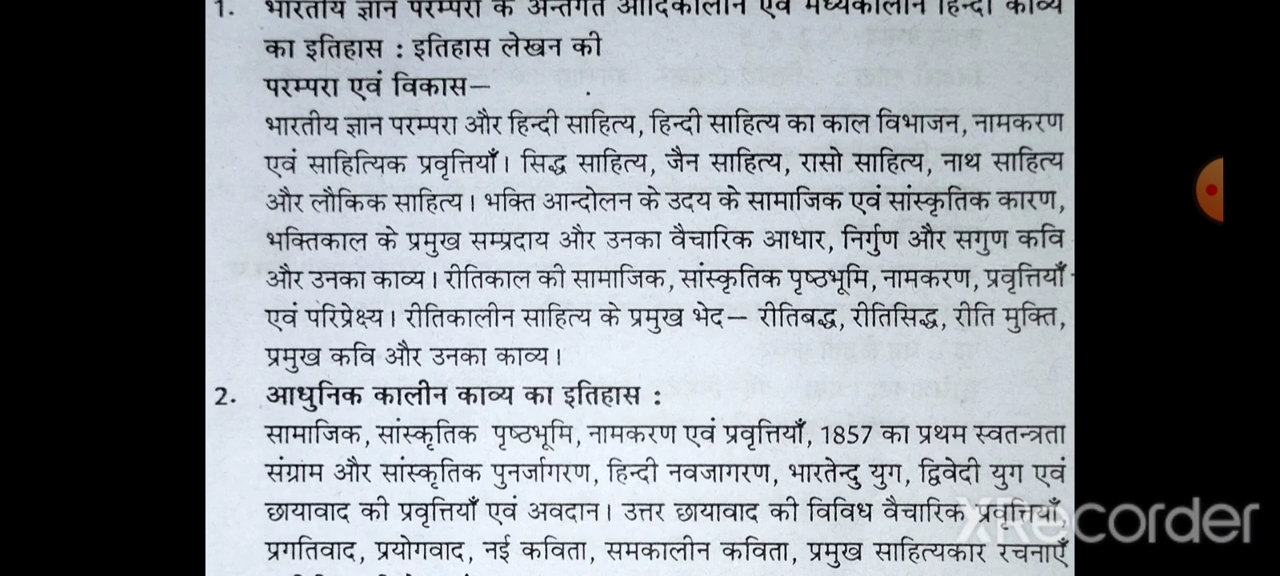 1. भारतीय ज्ञान परम्परा के अन्तर्गत आदिकालीन एवं मध्यकालीन हिन्दी काव्य
का इतिहास : इतिहास लेखन की
परम्परा एवं विकास—
भारतीय ज्ञान परम्परा और हिन्दी साहित्य, हिन्दी साहित्य का काल विभाजन, नामकरण
एवं साहित्यिक प्रवृत्तियाँ। सिद्ध साहित्य, जैन साहित्य, रासो साहित्य, नाथ साहित्य
और लौकिक साहित्य। भक्ति आन्दोलन के उदय के सामाजिक एवं सांस्कृतिक कारण,
भक्तिकाल के प्रमुख सम्प्रदाय और उनका वैचारिक आधार, निर्गुण और सगुण कवि
और उनका काव्य। रीतिकाल की सामाजिक, सांस्कृतिक पृष्ठभूमि, नामकरण, प्रवृत्तियाँ
एवं परिप्रेक्ष्य। रीतिकालीन साहित्य के प्रमुख भेद— रीतिबद्ध, रीतिसिद्ध, रीति मुक्ति,
प्रमुख कवि और उनका काव्य।
2. आधुनिक कालीन काव्य का इतिहास :
सामाजिक, सांस्कृतिक पृष्ठभूमि, नामकरण एवं प्रवृत्तियाँ, 1857 का प्रथम स्वतन्त्रता
संग्राम और सांस्कृतिक पुनर्जागरण, हिन्दी नवजागरण, भारतेन्दु युग, द्विवेदी युग एवं
छायावाद की प्रवृत्तियाँ एवं अवदान। उत्तर छायावाद की विविध वैचारिक प्रवृत्तियाँ,
प्रगतिवाद, प्रयोगवाद, नई कविता, समकालीन कविता, प्रमुख साहित्यकार रचनाएँ
XRecorder